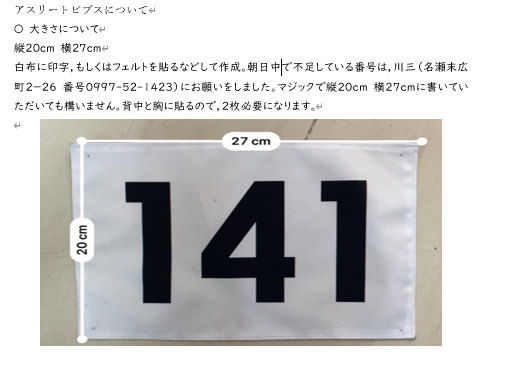 アスリートビブスについて
○ 大きさについて
縦20cm 横27cm
白布に印字,もしくはフェルトを貼るなどして作成。朝日中で不足している番号は,川三(名瀬末広
町2-26 番号0997-52-1423)にお願いをしました。マジックで縦20cm 横27cmに書いてい
ただいても構いません。背中と胸に貼るので,2枚必要になります。
27 cm
20 cm
141